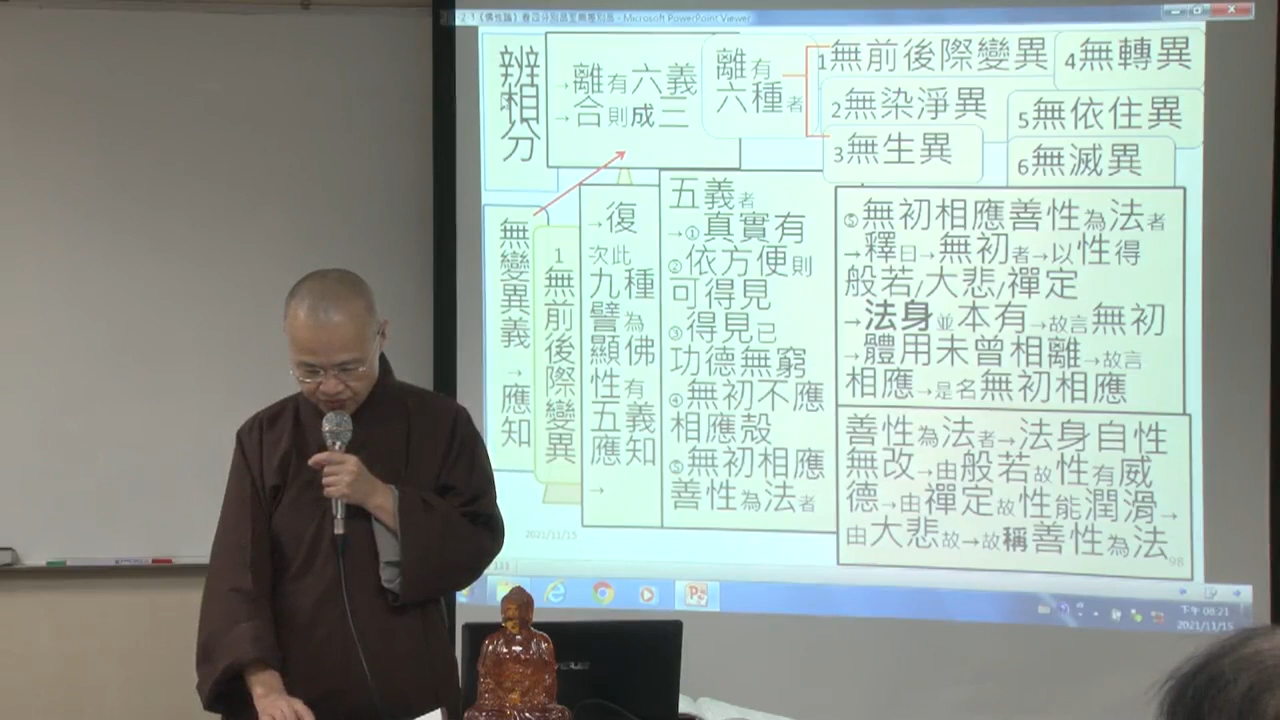 《佛性論》卷四分別品至無差別品 - Microsoft PowerPoint Viewer
辨相分
→離有六義
→合則成三
離有
六種者
1無前後際變異
2無染淨異
3無生異
4無轉異
5無依住異
6無滅異
無變異義→應知
1無前後際變異
→復
次此
九種
譬為
顯佛
性有
五義
應知
→
五義者
→①真實有
②依方便則
可得見
③得見已
功德無窮
④無初不應
相應殼
⑤無初相應
善性為法者
⑤無初相應善性為法者
→釋曰→無初者→以性得
般若/大悲/禪定
→法身並本有→故言無初
→體用未曾相離→故言
相應→是名無初相應
善性為法者→法身自性
無改→由般若故性有威
德→由禪定故性能潤滑→
由大悲故→故稱善性為法
2021/11/15
98
下午 08:21
2021/11/15